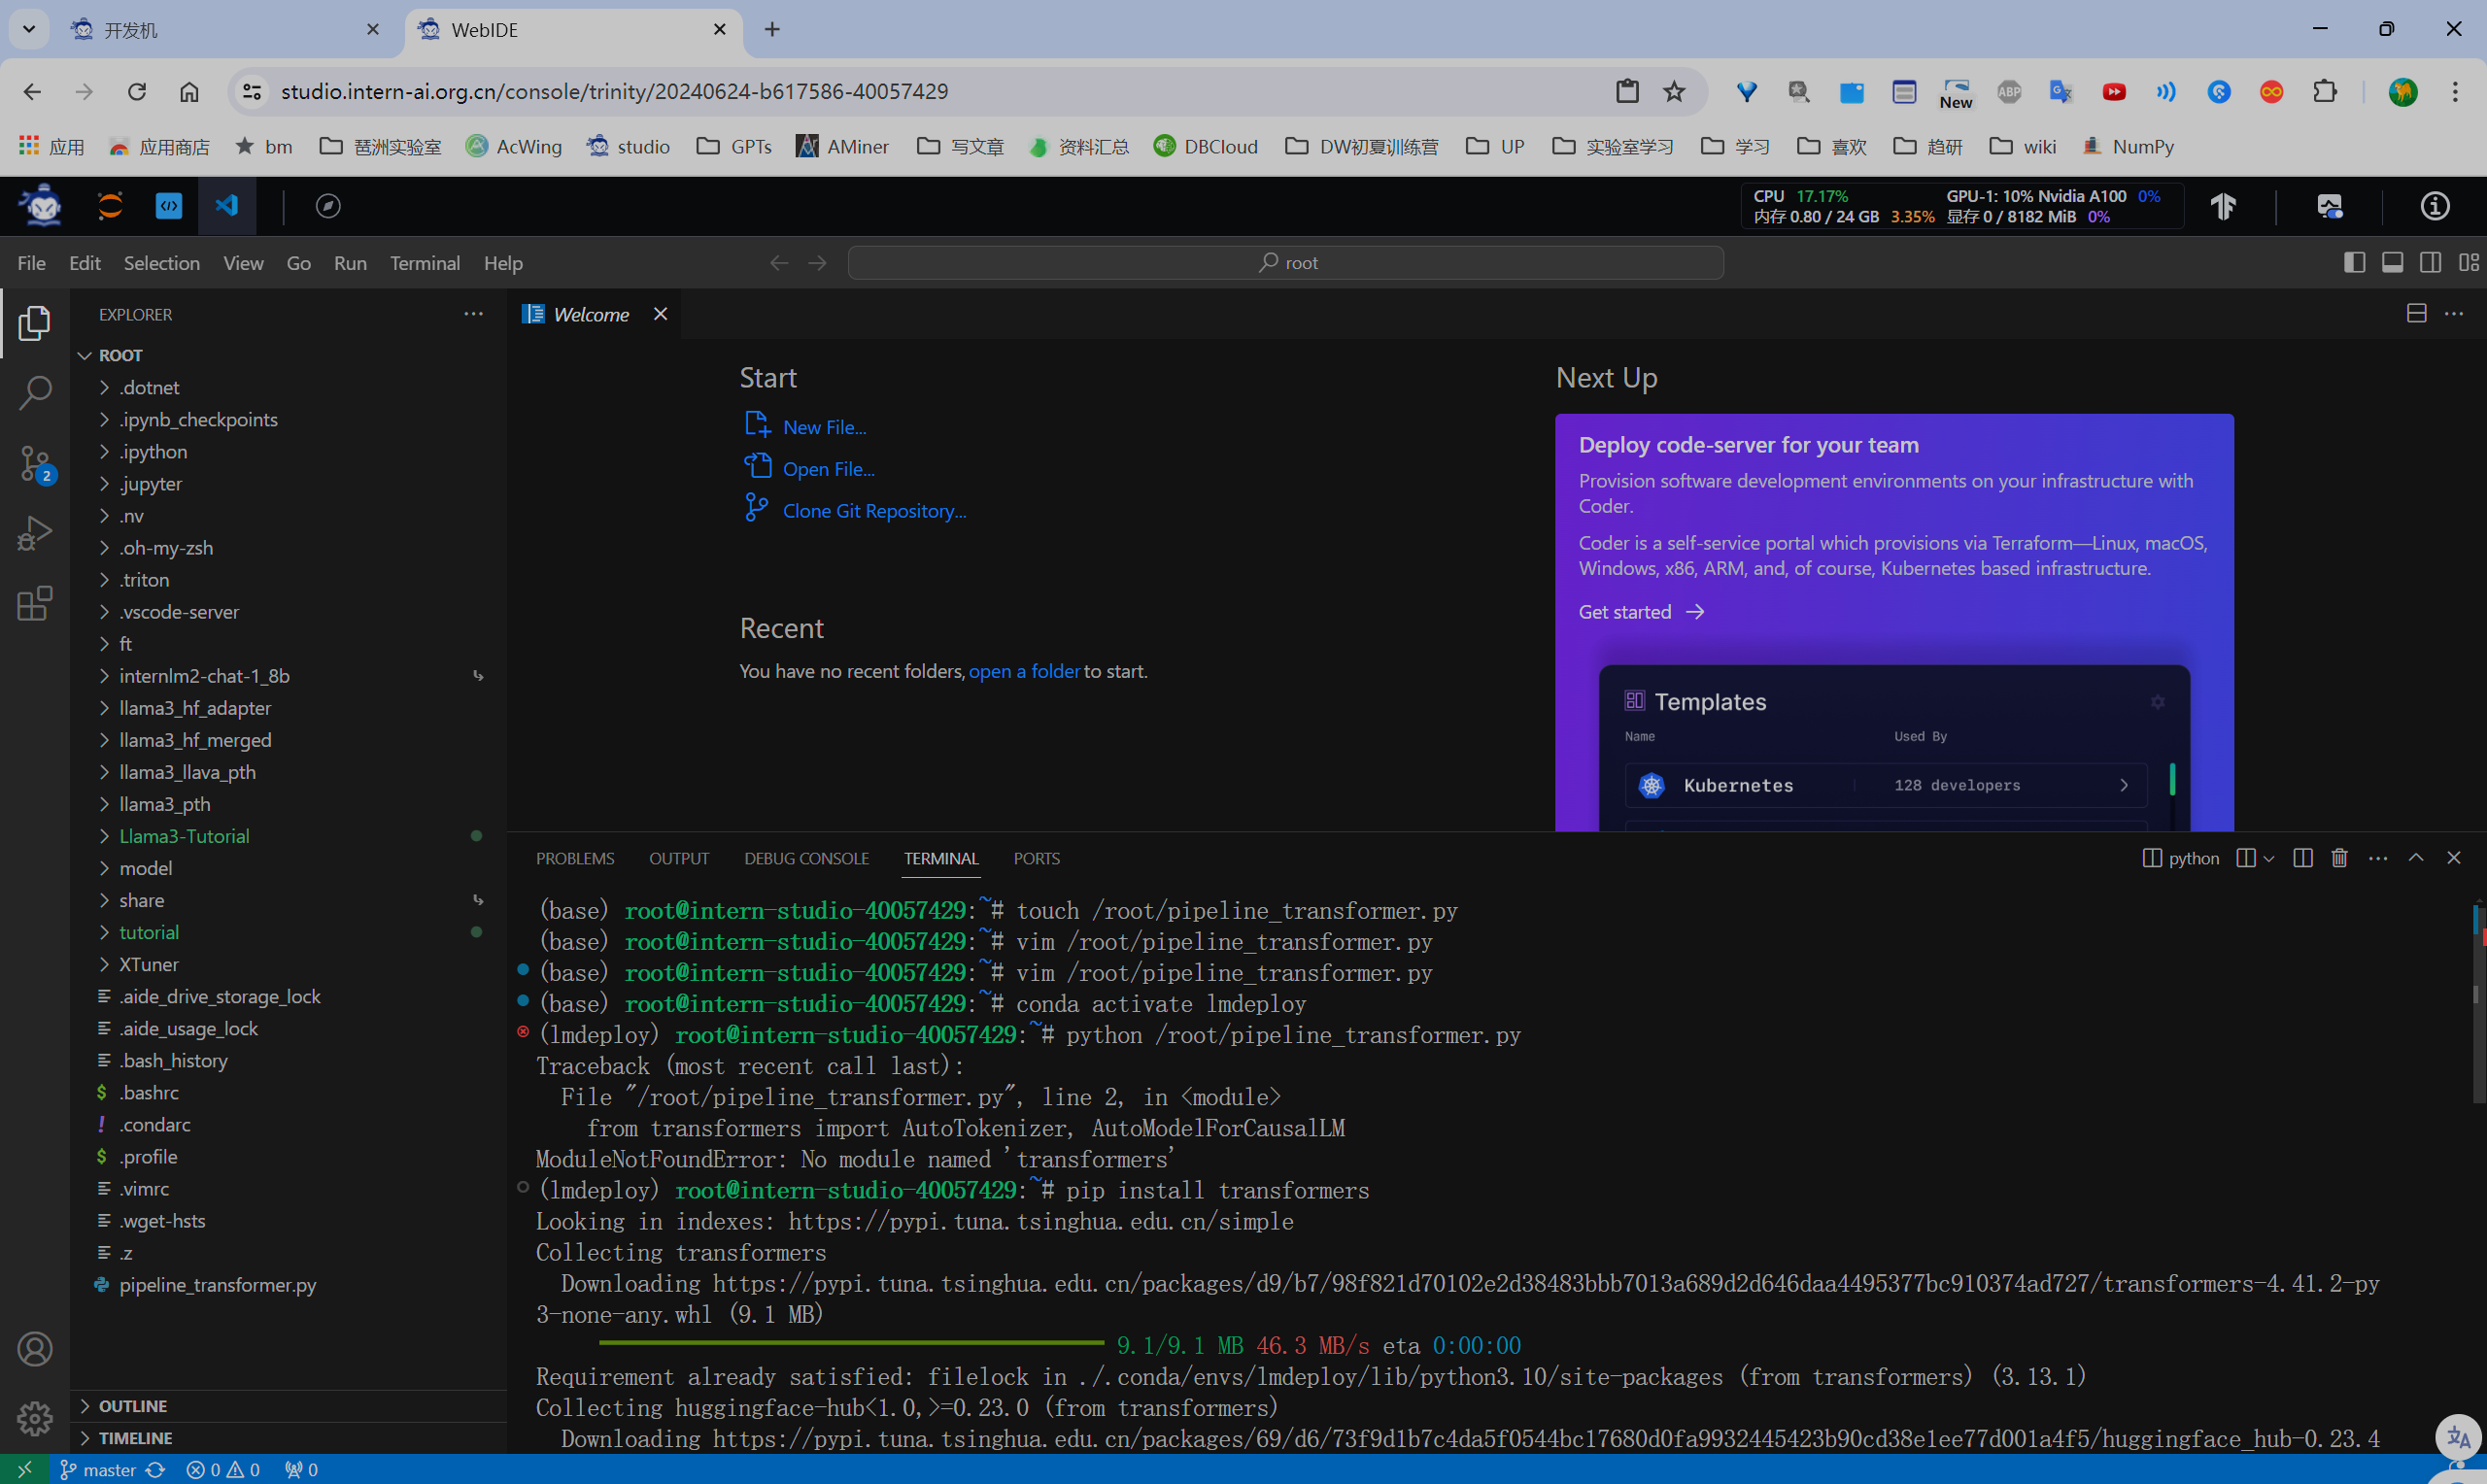 开发机
WebIDE
studio.intern-ai.org.cn/console/trinity/20240624-b617586-40057429
New
ABP
应用
应用商店
bm
琶洲实验室
AcWing
studio
GPTs
AMiner
写文章
资料汇总
DBCloud
DW初夏训练营
UP
实验室学习
学习
喜欢
趋研
wiki
NumPy
CPU 17.17% GPU-1: 10% Nvidia A100 0%
内存 0.80 / 24 GB 3.35% 显存 0 / 8182 MiB 0%
File Edit Selection View Go Run Terminal Help
root
EXPLORER
ROOT
.dotnet
.ipynb_checkpoints
.ipython
.jupyter
.nv
.oh-my-zsh
.triton
.vscode-server
ft
internlm2-chat-1_8b
llama3_hf_adapter
llama3_hf_merged
llama3_llava_pth
llama3_pth
Llama3-Tutorial
model
share
tutorial
XTuner
.aide_drive_storage_lock
.aide_usage_lock
.bash_history
$ .bashrc
! .condarc
$ .profile
.vimrc
.wget-hsts
.z
pipeline_transformer.py
OUTLINE
TIMELINE
2
Welcome
Start
New File...
Open File...
Clone Git Repository...
Recent
You have no recent folders, open a folder to start.
Next Up
Deploy code-server for your team
Provision software development environments on your infrastructure with
Coder.
Coder is a self-service portal which provisions via Terraform—Linux, macOS,
Windows, x86, ARM, and, of course, Kubernetes based infrastructure.
Get started
Templates
Name Used By
Kubernetes 128 developers
PROBLEMS OUTPUT DEBUG CONSOLE TERMINAL PORTS
python
(base) root@intern-studio-40057429:~# touch /root/pipeline_transformer.py
(base) root@intern-studio-40057429:~# vim /root/pipeline_transformer.py
(base) root@intern-studio-40057429:~# vim /root/pipeline_transformer.py
(base) root@intern-studio-40057429:~# conda activate lmdeploy
(lmdeploy) root@intern-studio-40057429:~# python /root/pipeline_transformer.py
Traceback (most recent call last):
File "/root/pipeline_transformer.py", line 2, in <module>
from transformers import AutoTokenizer, AutoModelForCausalLM
ModuleNotFoundError: No module named 'transformers'
(lmdeploy) root@intern-studio-40057429:~# pip install transformers
Looking in indexes: https://pypi.tuna.tsinghua.edu.cn/simple
Collecting transformers
Downloading https://pypi.tuna.tsinghua.edu.cn/packages/d9/b7/98f821d70102e2d38483bbb7013a689d2d646daa4495377bc910374ad727/transformers-4.41.2-py
3-none-any.whl (9.1 MB)
9.1/9.1 MB 46.3 MB/s eta 0:00:00
Requirement already satisfied: filelock in ./.conda/envs/lmdeploy/lib/python3.10/site-packages (from transformers) (3.13.1)
Collecting huggingface-hub<1.0,>=0.23.0 (from transformers)
Downloading https://pypi.tuna.tsinghua.edu.cn/packages/69/d6/73f9d1b7c4da5f0544bc17680d0fa9932445423b90cd38e1ee77d001a4f5/huggingface_hub-0.23.4
master 0 0 0